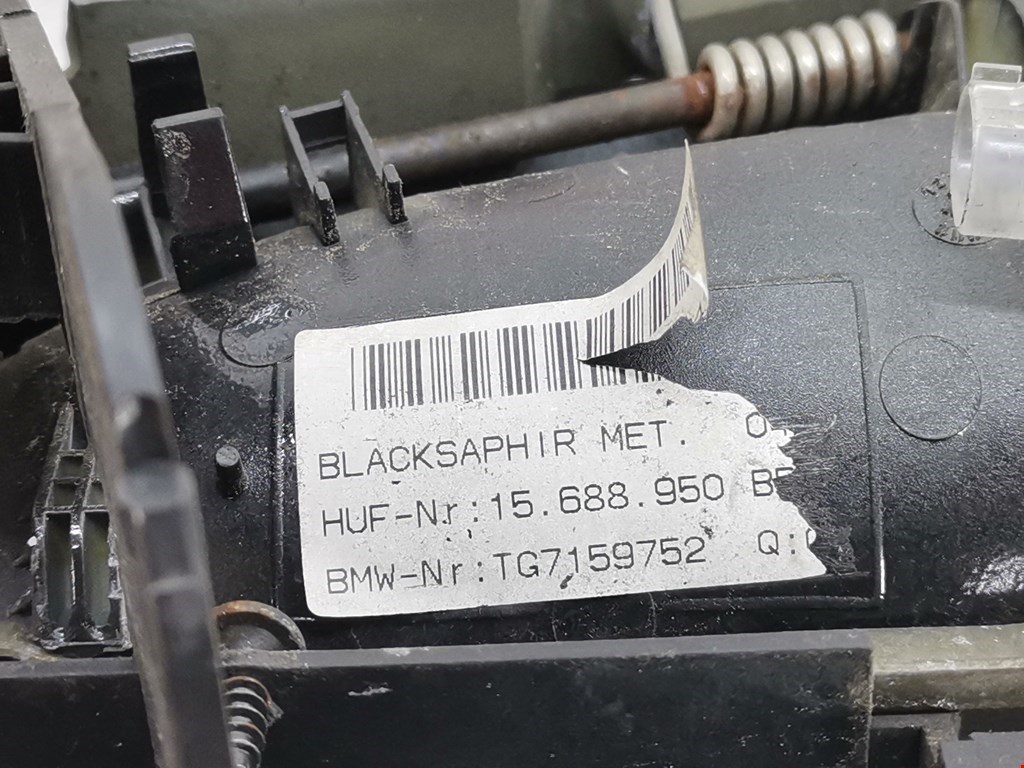 BLACKSAPHIR MET.
HUF-Nr:15.688.950
BMW-Nr:TG7159752 Q: